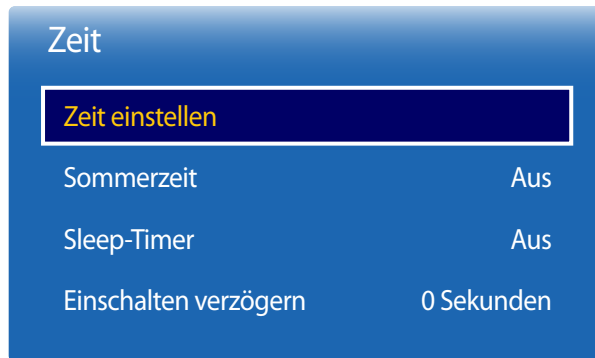 Zeit
Zeit einstellen
Sommerzeit Aus
Sleep-Timer Aus
Einschalten verzögern 0 Sekunden